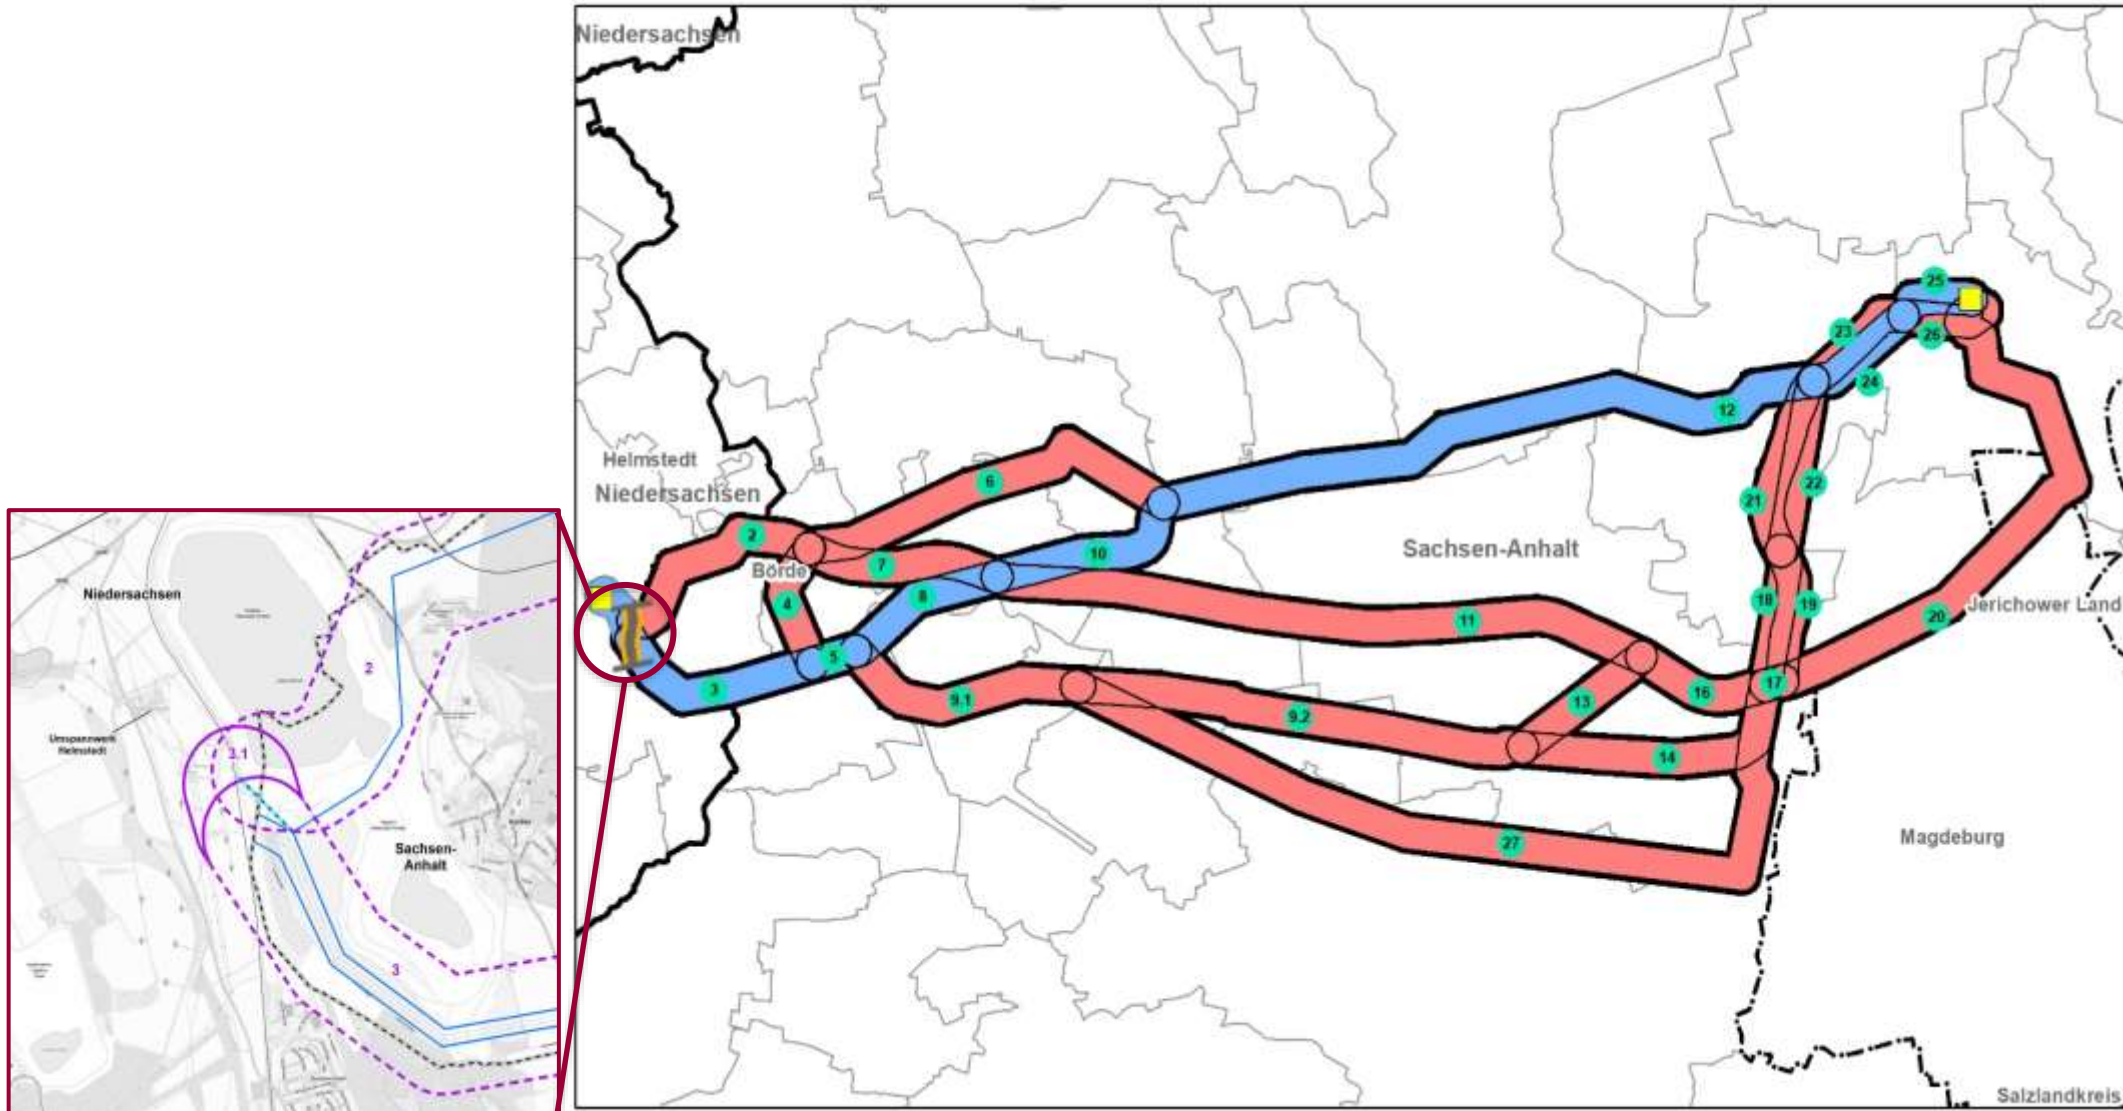 Niedersachsen
25
23
26
24
12
Helmstedt
6
Niedersachsen
22
21
2
10
Sachsen-Anhalt
Börde
7
8
4
18
19
Jerichower Land
20
11
5
3
9.1
17
16
13
9.2
14
Magdeburg
27
Salzlandkreis
Niedersachsen
2
Umspannwerk
Helmstedt
3.1
Sachsen-
Anhalt
3